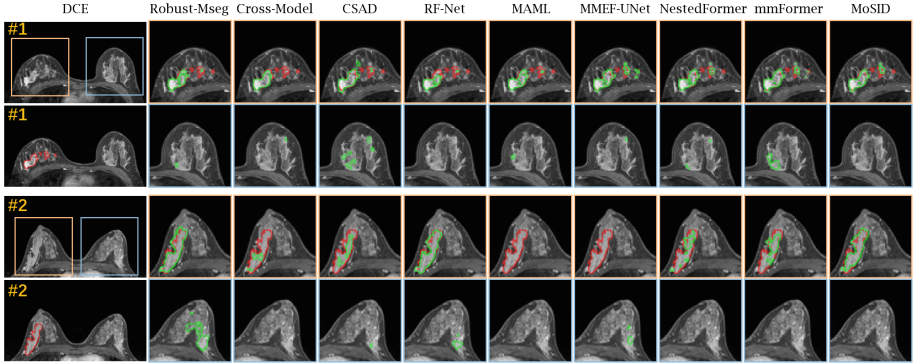 DCE Robust-Mseg Cross-Model CSAD RF-Net MAML MMEF-UNet NestedFormer mmFormer MoSID
#1
#1
#2
#2